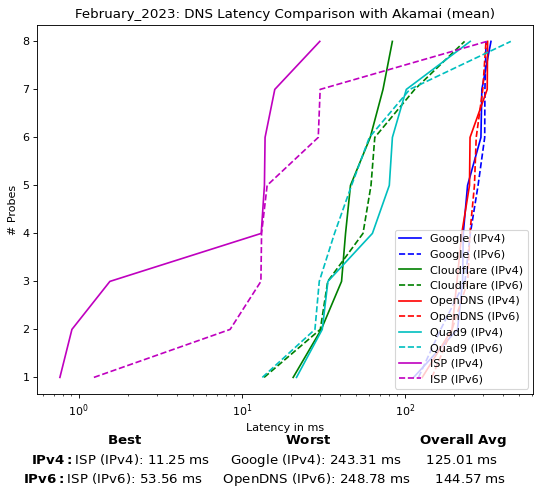 February_2023: DNS Latency Comparison with Akamai (mean)
8
7
6
5
4
3
2
1
# Probes
Google (IPv4)
Google (IPv6)
Cloudflare (IPv4)
Cloudflare (IPv6)
OpenDNS (IPv4)
OpenDNS (IPv6)
Quad9 (IPv4)
Quad9 (IPv6)
ISP (IPv4)
ISP (IPv6)
10⁰ 10¹ 10²
Latency in ms
Best Worst Overall Avg
IPv4: ISP (IPv4): 11.25 ms Google (IPv4): 243.31 ms 125.01 ms
IPv6: ISP (IPv6): 53.56 ms OpenDNS (IPv6): 248.78 ms 144.57 ms